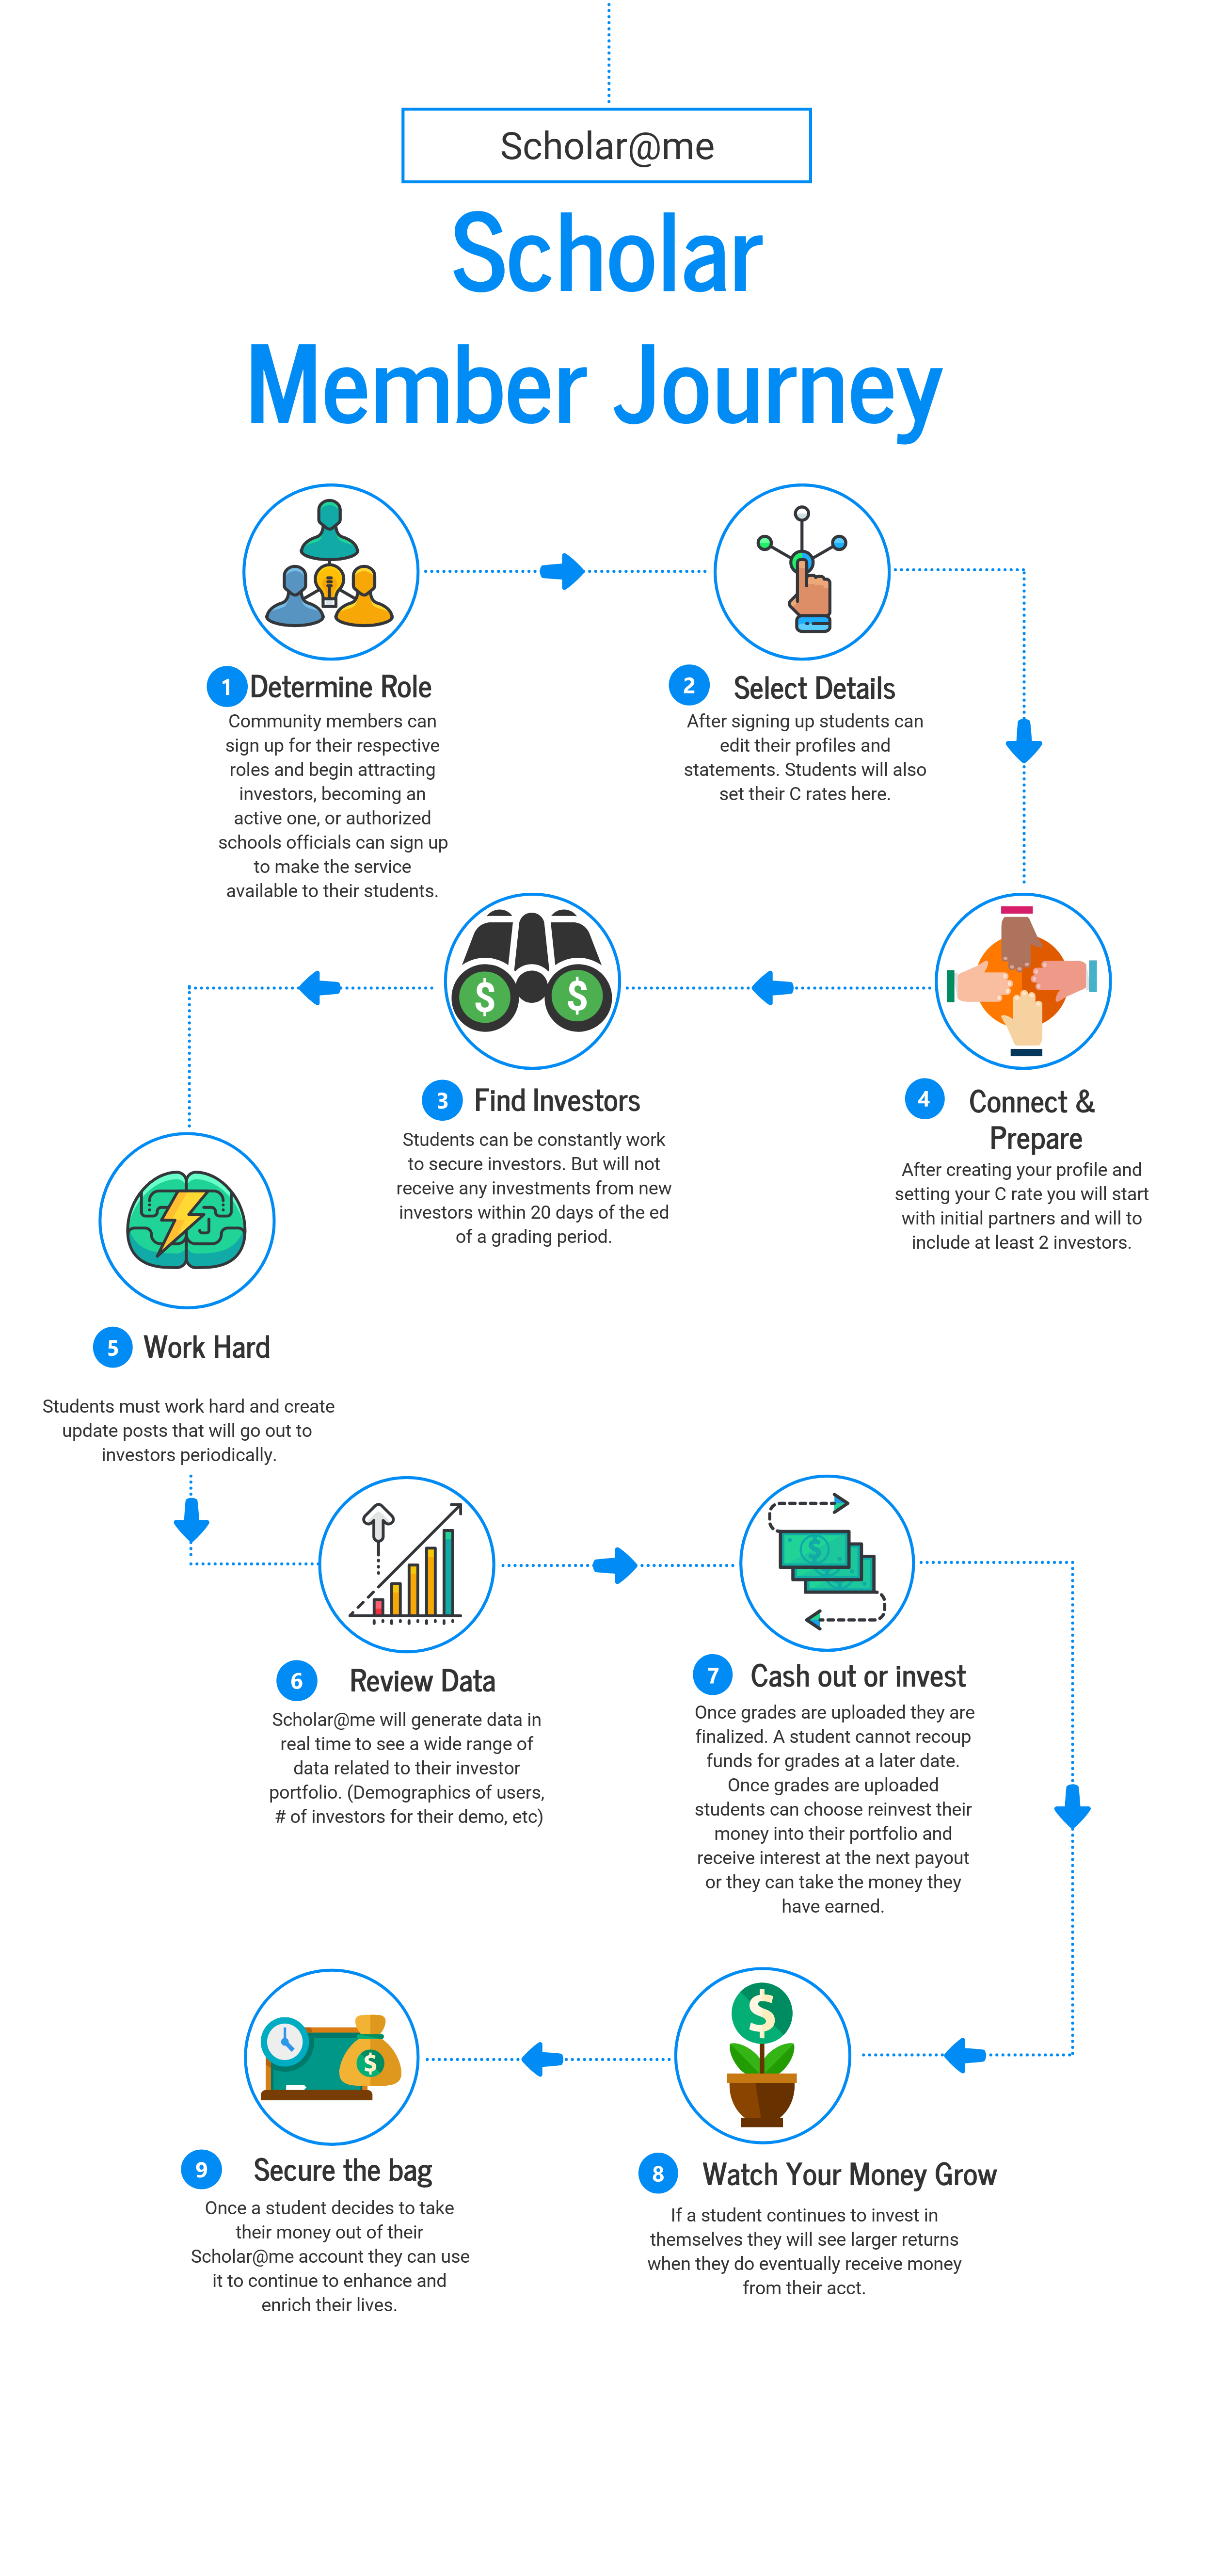 Scholar@me
Scholar
Member Journey
1 Determine Role
Community members can
sign up for their respective
roles and begin attracting
investors, becoming an
active one, or authorized
schools officials can sign up
to make the service
available to their students.
2 Select Details
After signing up students can
edit their profiles and
statements. Students will also
set their C rates here.
3 Find Investors
Students can be constantly work
to secure investors. But will not
receive any investments from new
investors within 20 days of the ed
of a grading period.
4 Connect &
Prepare
After creating your profile and
setting your C rate you will start
with initial partners and will to
include at least 2 investors.
5 Work Hard
Students must work hard and create
update posts that will go out to
investors periodically.
6 Review Data
Scholar@me will generate data in
real time to see a wide range of
data related to their investor
portfolio. (Demographics of users,
# of investors for their demo, etc)
7 Cash out or invest
Once grades are uploaded they are
finalized. A student cannot recoup
funds for grades at a later date.
Once grades are uploaded
students can choose reinvest their
money into their portfolio and
receive interest at the next payout
or they can take the money they
have earned.
8 Watch Your Money Grow
If a student continues to invest in
themselves they will see larger returns
when they do eventually receive money
from their acct.
9 Secure the bag
Once a student decides to take
their money out of their
Scholar@me account they can use
it to continue to enhance and
enrich their lives.